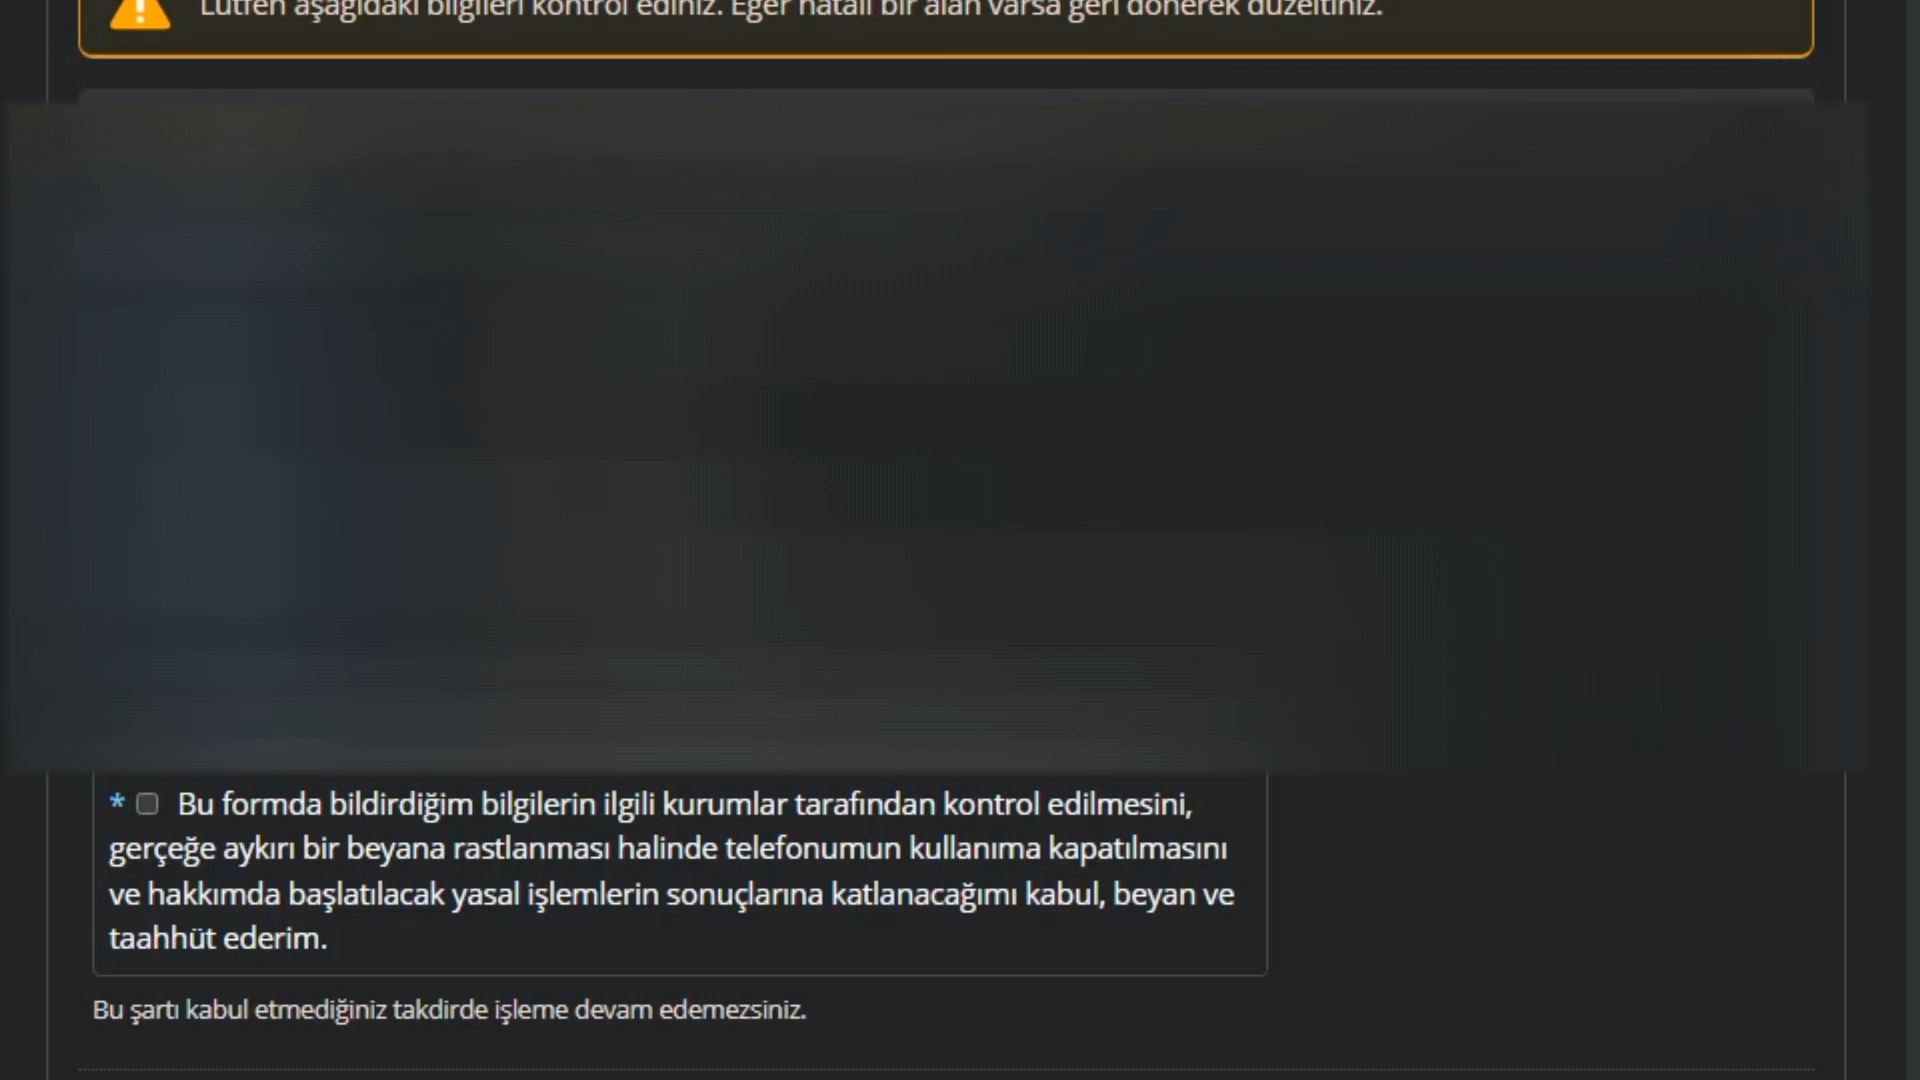 Lütfen aşağıdaki bilgileri kontrol ediniz. Eğer hatalı bir alan varsa geri dönerek düzeltiniz.
* Bu formda bildirdiğim bilgilerin ilgili kurumlar tarafından kontrol edilmesini,
gerçeğe aykırı bir beyana rastlanması halinde telefonumun kullanıma kapatılmasını
ve hakkımda başlatılacak yasal işlemlerin sonuçlarına katlanacağımı kabul, beyan ve
taahhüt ederim.
Bu şartı kabul etmediğiniz takdirde işleme devam edemezsiniz.